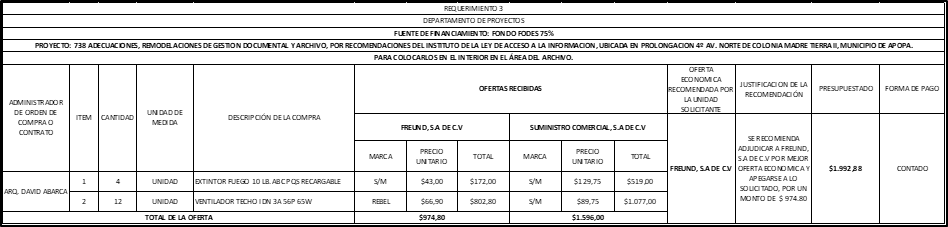 REQUERIMIENTO 3
DEPARTAMENTO DE PROYECTOS
FUENTE DE FINANCIAMIENTO: FONDO FODES 75%
PROYECTO: 738 ADECUACIONES, REMODELACIONES DE GESTION DOCUMENTAL Y ARCHIVO, POR RECOMENDACIONES DEL INSTITUTO DE LA LEY DE ACCESO A LA INFORMACION, UBICADA EN PROLONGACION 4ª AV. NORTE DE COLONIA MADRE TIERRA II, MUNICIPIO DE APOPA.
PARA COLOCARLOS EN EL INTERIOR EN EL ÁREA DEL ARCHIVO.
ADMINISTRADOR DE ORDEN DE COMPRA O CONTRATO ITEM CANTIDAD UNIDAD DE MEDIDA DESCRIPCIÓN DE LA COMPRA OFERTAS RECIBIDAS OFERTA ECONOMICA RECOMENDADA POR LA UNIDAD SOLICITANTE JUSTIFICACION DE LA RECOMENDACIÓN PRESUPUESTADO FORMA DE PAGO
FREUND, S.A DE C.V SUMINISTRO COMERCIAL, S.A DE C.V
MARCA PRECIO UNITARIO TOTAL MARCA PRECIO UNITARIO TOTAL
ARQ. DAVID ABARCA
1 4 UNIDAD EXTINTOR FUEGO 10 LB. ABC PQS RECARGABLE S/M $43,00 $172,00 S/M $129,75 $519,00
2 12 UNIDAD VENTILADOR TECHO IDN 3A 56P 65W REBEL $66,90 $802,80 S/M $89,75 $1.077,00
FREUND, S.A DE C.V
SE RECOMIENDA ADJUDICAR A FREUND, S.A DE C.V POR MEJOR OFERTA ECONOMICA Y APEGARSE A LO SOLICITADO, POR UN MONTO DE $ 974.80
$1.992,88
CONTADO
TOTAL DE LA OFERTA $974,80 $1.596,00